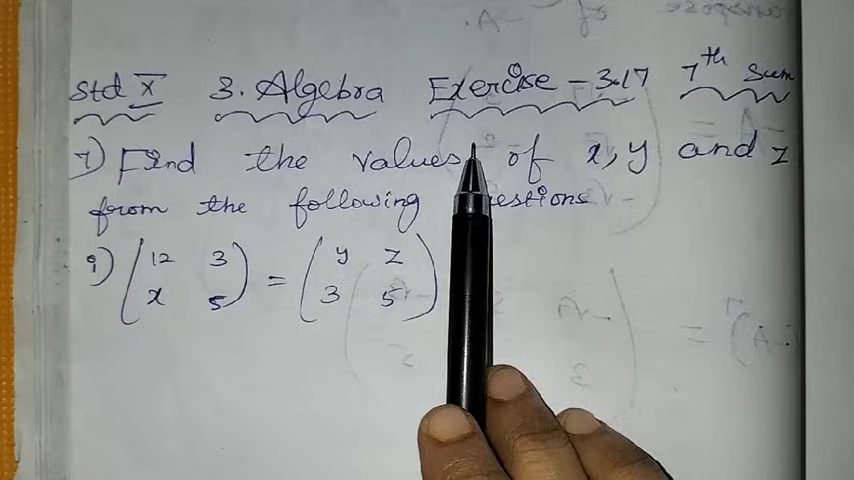 Std X 3. Algebra Exercise - 3.17 7th Sum
7) Find the values of x, y and z
from the following
i) (12 3 x 5) = (y z 3 5)